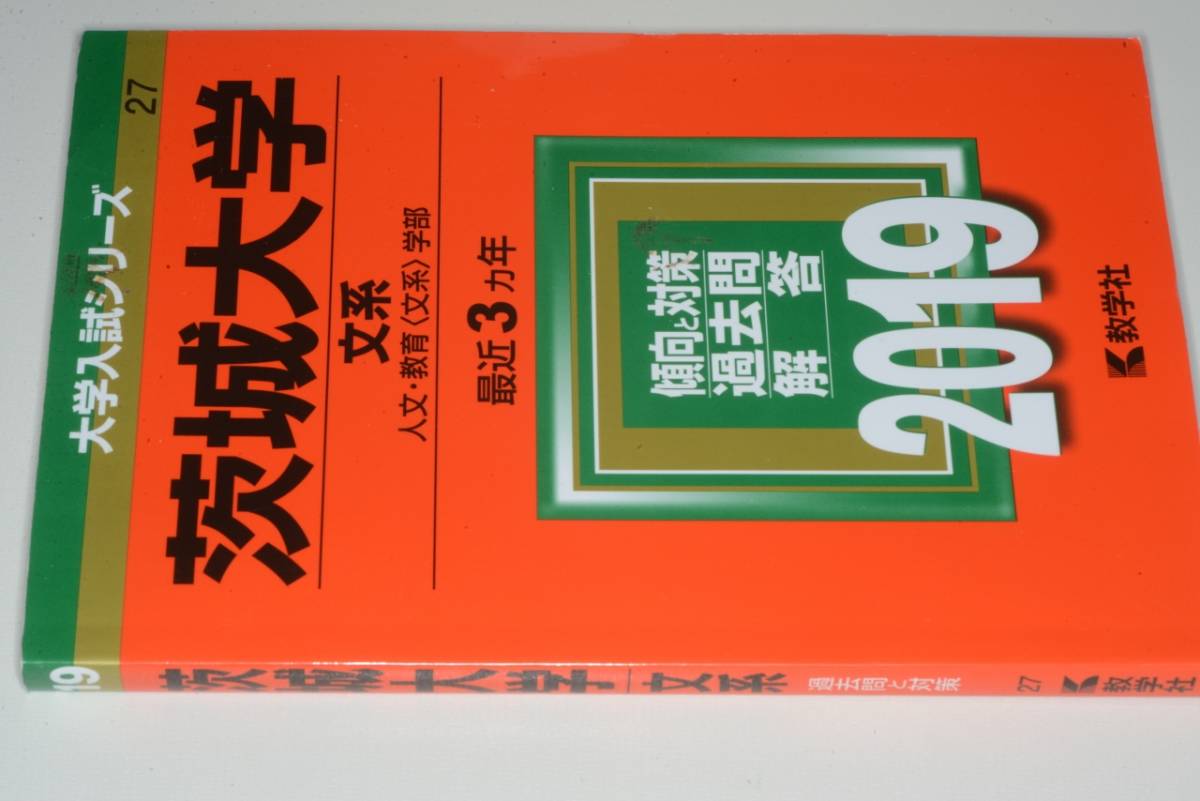 大学入試シリーズ
27
茨城大学
文系
人文・教育〈文系〉学部
最近3カ年
傾向と対策
過去問
解答
2019
教学社
19
茨城大学
文系
過去問と対策
27
教学社